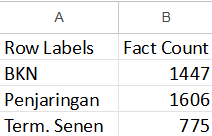 A B
Row Labels Fact Count
BKN 1447
Penjaringan 1606
Term. Senen 775